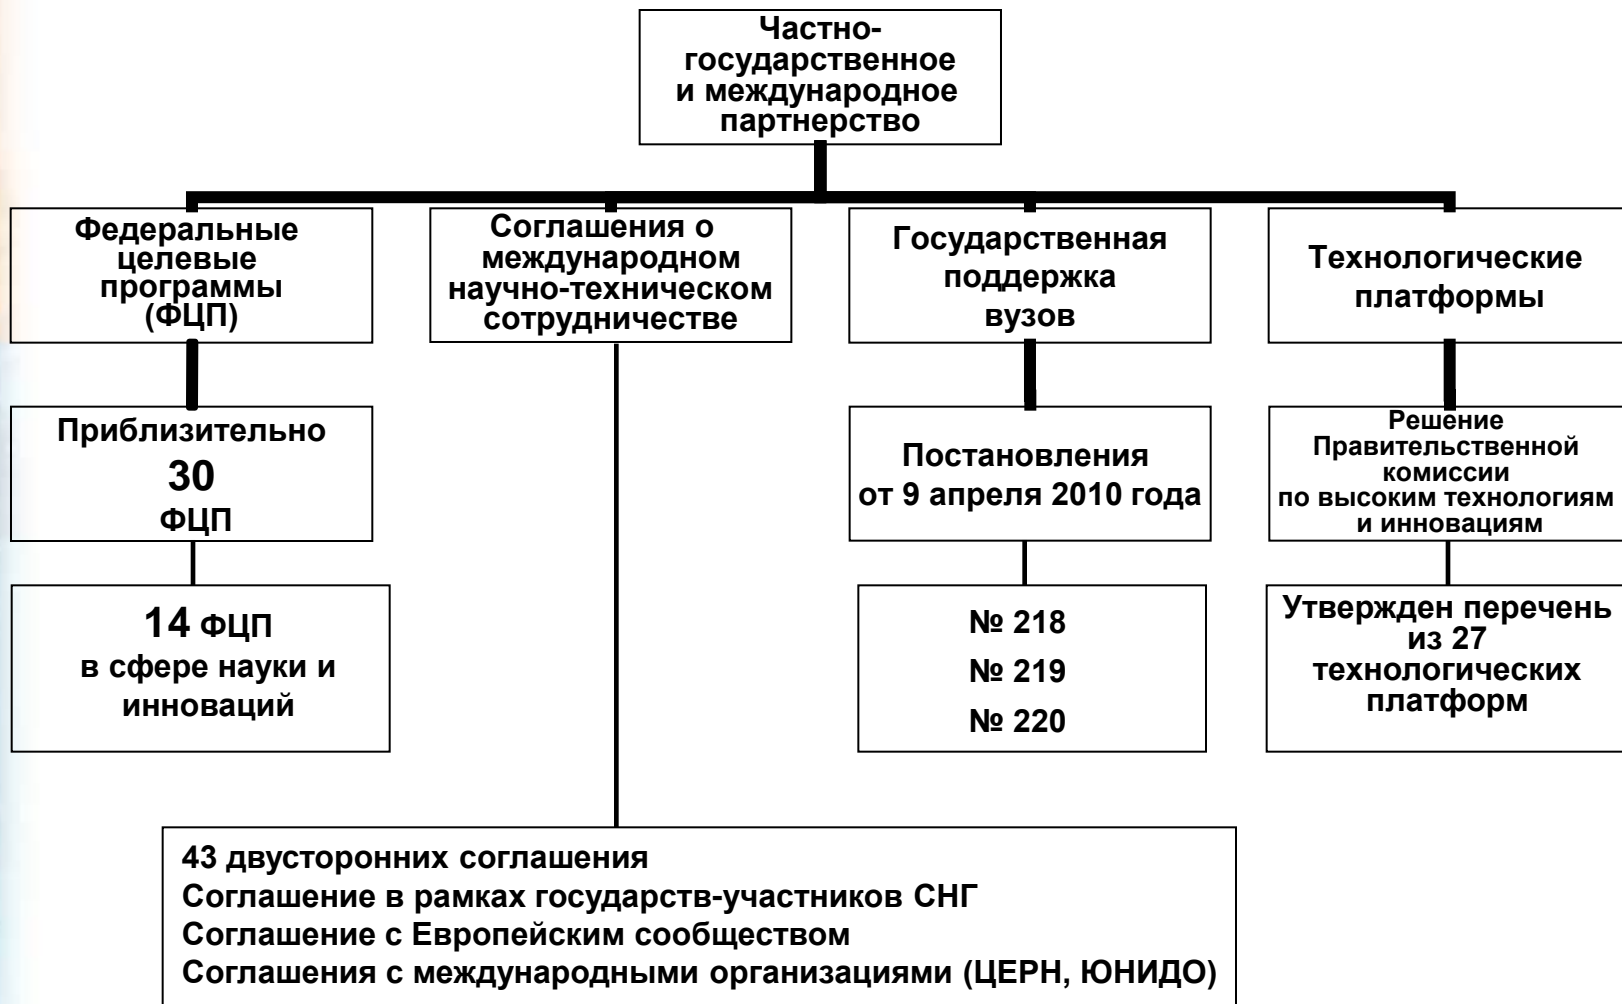 Частно-
государственное
и международное
партнерство
Федеральные
целевые
программы
(ФЦП)
Соглашения о
международном
научно-техническом
сотрудничестве
Государственная
поддержка
вузов
Технологические
платформы
Приблизительно
30
ФЦП
Постановления
от 9 апреля 2010 года
Решение
Правительственной
комиссии
по высоким технологиям
и инновациям
14 ФЦП
в сфере науки и
инноваций
№ 218
№ 219
№ 220
Утвержден перечень
из 27
технологических
платформ
43 двусторонних соглашения
Соглашение в рамках государств-участников СНГ
Соглашение с Европейским сообществом
Соглашения с международными организациями (ЦЕРН, ЮНИДО)